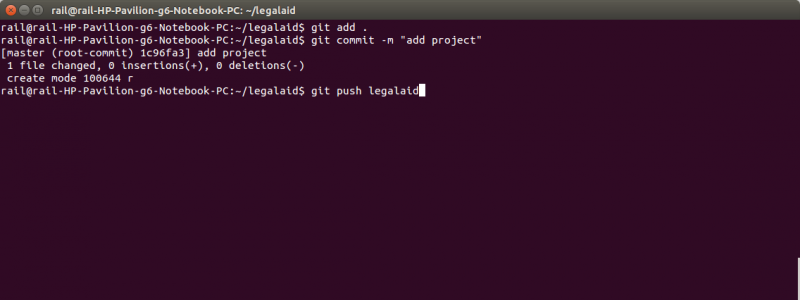 rail@rail-HP-Pavilion-g6-Notebook-PC: ~/legalaid
rail@rail-HP-Pavilion-g6-Notebook-PC:~/legalaid$ git add .
rail@rail-HP-Pavilion-g6-Notebook-PC:~/legalaid$ git commit -m "add project"
[master (root-commit) 1c96fa3] add project
 1 file changed, 0 insertions(+), 0 deletions(-)
 create mode 100644 r
rail@rail-HP-Pavilion-g6-Notebook-PC:~/legalaid$ git push legalaid